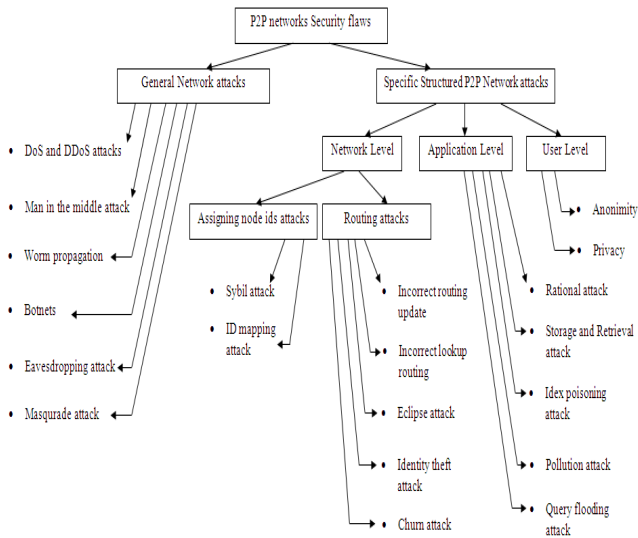 P2P networks Security flaws
General Network attacks
Specific Structured P2P Network attacks
• DoS and DDoS attacks
• Man in the middle attack
• Worm propagation
• Botnets
• Eavesdropping attack
• Masqurade attack
Network Level
Application Level
User Level
Assigning node ids attacks
Routing attacks
• Sybil attack
• ID mapping
attack
• Incorrect routing
update
• Incorrect lookup
routing
• Eclipse attack
• Identity theft
attack
• Churn attack
• Rational attack
• Storage and Retrieval
attack
• Idex poisoning
attack
• Pollution attack
• Query flooding
attack
• Anonimity
• Privacy